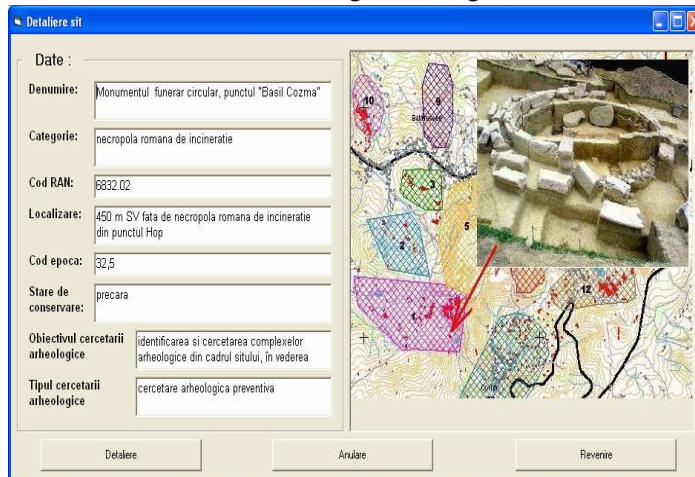 Detaliere sit
Date :
Denumire:
Monumentul funerar circular, punctul "Basil Cozma"
Categorie:
necropola romana de incineratie
Cod RAN:
6832.02
Localizare:
450 m SV fata de necropola romana de incineratie
din punctul Hop
Cod epoca:
32,5
Stare de
conservare:
precara
Obiectivul cercetarii
arheologice
identificarea si cercetarea complexelor
arheologice din cadrul sitului, în vederea
Tipul cercetarii
arheologice
cercetare arheologica preventiva
10
9
3
2
5
1
12
Detaliere
Anulare
Revenire